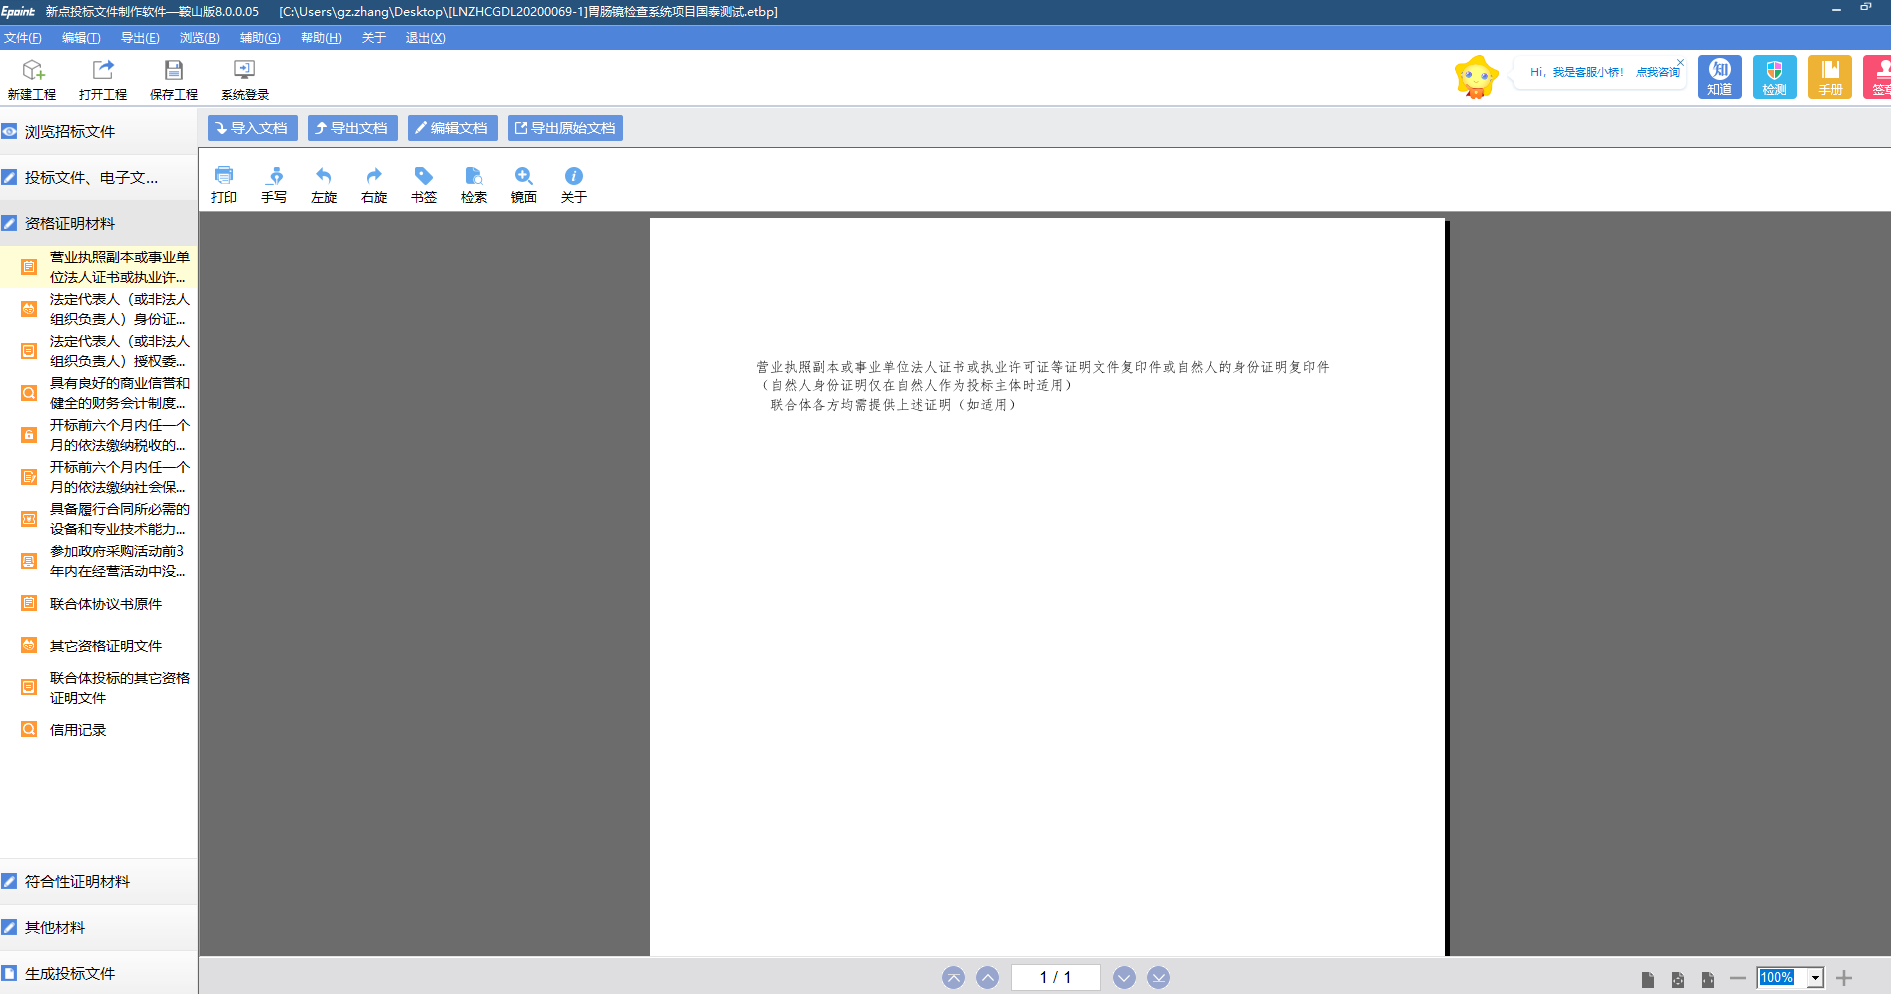 Epoint 新点投标文件制作软件—鞍山版8.0.0.05 [C:\Users\gz.zhang\Desktop\[LNZHCGDL20200069-1]胃肠镜检查系统项目国泰测试.etbp]
文件(F) 编辑(T) 导出(E) 浏览(B) 辅助(G) 帮助(H) 关于 退出(X)
新建工程 打开工程 保存工程 系统登录
Hi，我是客服小桥！ 点我咨询
知
知道 检测 手册 签章
浏览招标文件
投标文件、电子文...
资格证明材料
营业执照副本或事业单
位法人证书或执业许...
法定代表人（或非法人
组织负责人）身份证...
法定代表人（或非法人
组织负责人）授权委...
具有良好的商业信誉和
健全的财务会计制度...
开标前六个月内任一个
月的依法缴纳税收的...
开标前六个月内任一个
月的依法缴纳社会保...
具备履行合同所必需的
设备和专业技术能力...
参加政府采购活动前3
年内在经营活动中没...
联合体协议书原件
其它资格证明文件
联合体投标的其它资格
证明文件
信用记录
符合性证明材料
其他材料
生成投标文件
导入文档 导出文档 编辑文档 导出原始文档
打印 手写 左旋 右旋 书签 检索 镜面 关于
营业执照副本或事业单位法人证书或执业许可证等证明文件复印件或自然人的身份证明复印件
（自然人身份证明仅在自然人作为投标主体时适用）
联合体各方均需提供上述证明（如适用）
1 / 1
100%